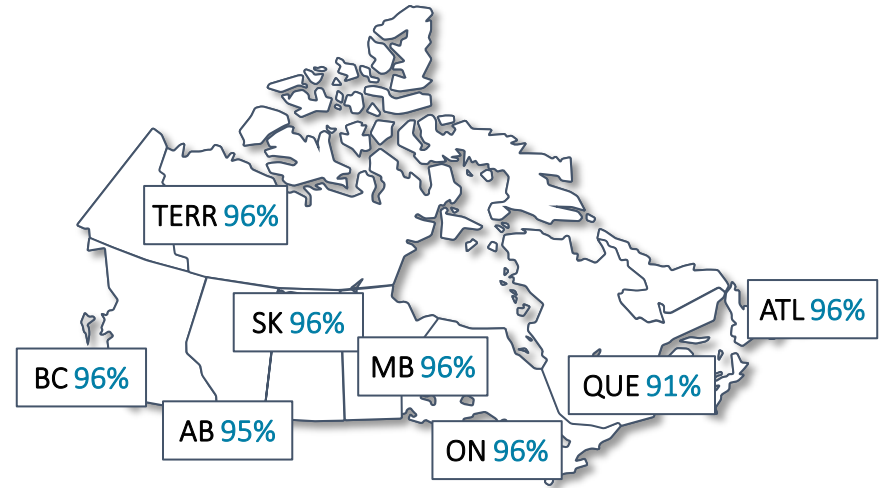 TERR 96%
ATL 96%
SK 96%
MB 96%
BC 96%
QUE 91%
AB 95%
ON 96%